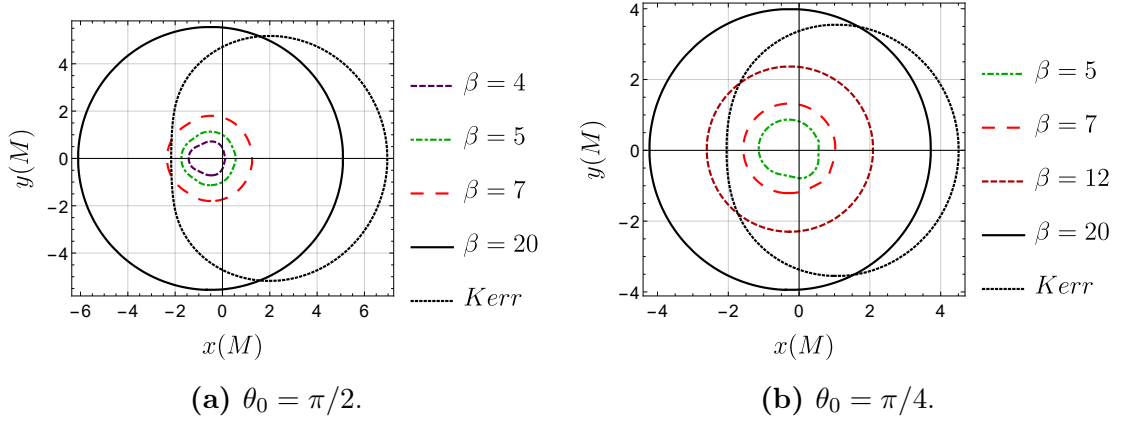 y(M)
4
2
0
−2
−4
−6 −4 −2 0 2 4 6
x(M)
β = 4
β = 5
β = 7
β = 20
Kerr
(a) θ₀ = π/2.
y(M)
4
2
0
−2
−4
−4 −2 0 2 4
x(M)
β = 5
β = 7
β = 12
β = 20
Kerr
(b) θ₀ = π/4.